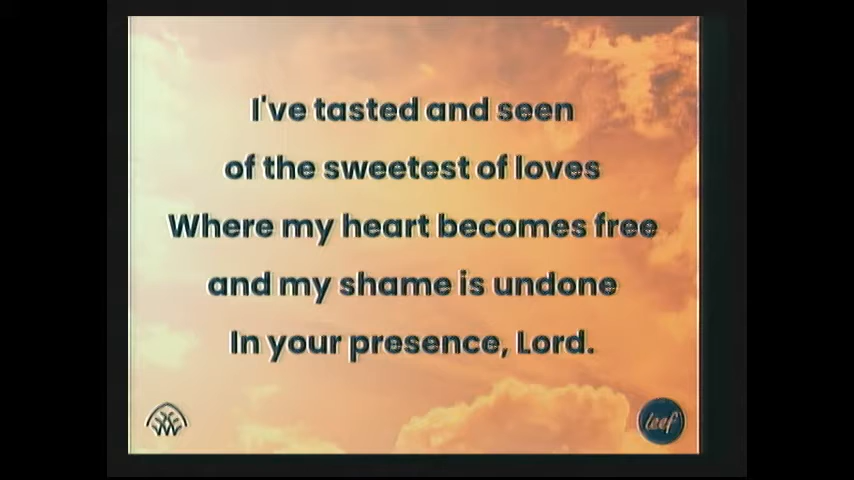 I've tasted and seen
of the sweetest of loves
Where my heart becomes free
and my shame is undone
In your presence, Lord.
leef